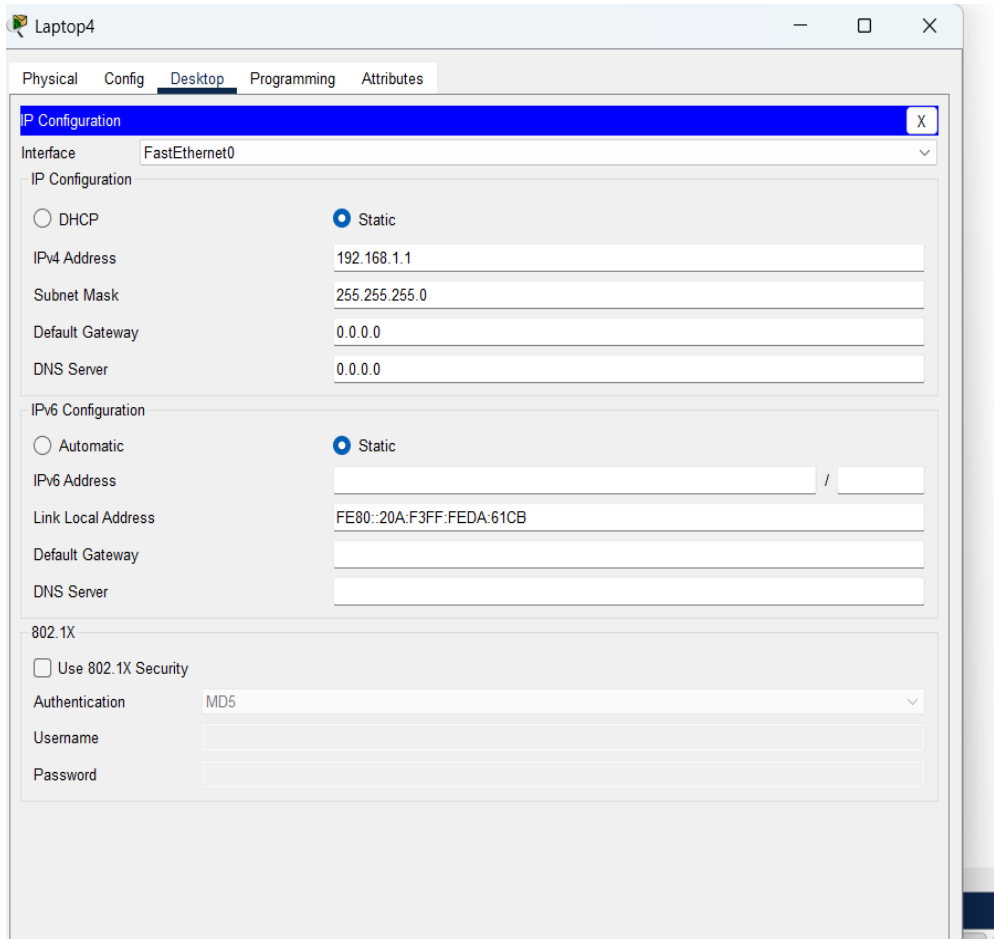 Laptop4
Physical Config Desktop Programming Attributes
IP Configuration X
Interface FastEthernet0
IP Configuration
DHCP Static
IPv4 Address 192.168.1.1
Subnet Mask 255.255.255.0
Default Gateway 0.0.0.0
DNS Server 0.0.0.0
IPv6 Configuration
Automatic Static
IPv6 Address /
Link Local Address FE80::20A:F3FF:FEDA:61CB
Default Gateway
DNS Server
802.1X
Use 802.1X Security
Authentication MD5
Username
Password